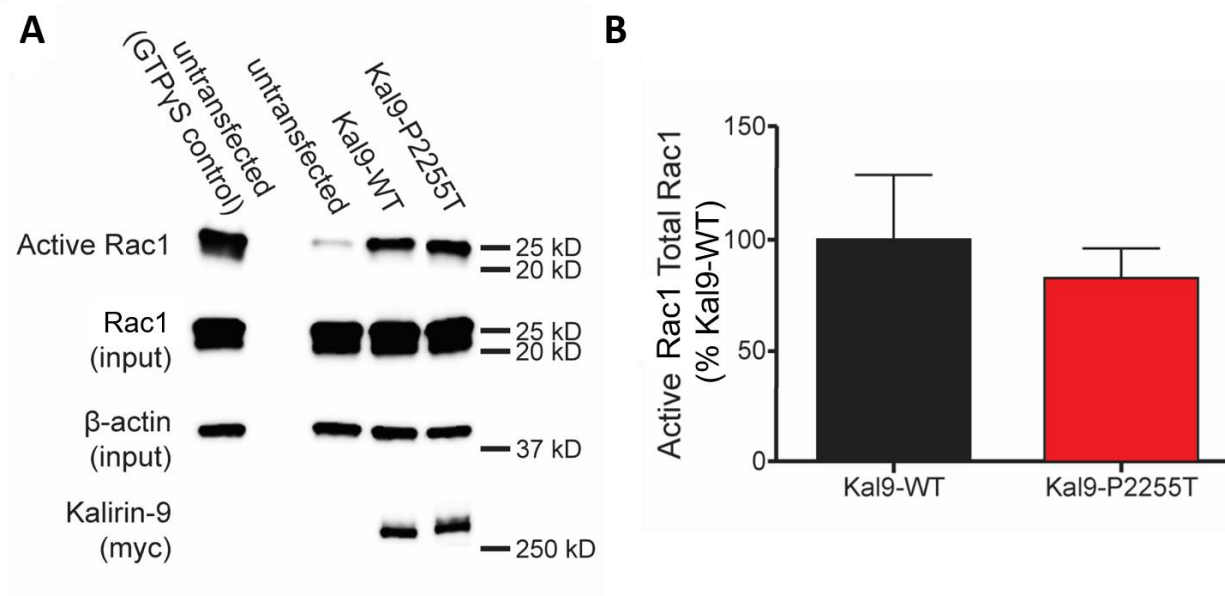 A
B
untransfected
(GTPγS control)
untransfected
Kal9-WT
Kal9-P2255T
Active Rac1
25 kD
20 kD
Rac1
(input)
25 kD
20 kD
β-actin
(input)
37 kD
Kalirin-9
(myc)
250 kD
Active Rac1 Total Rac1
(% Kal9-WT)
150
100
50
0
Kal9-WT
Kal9-P2255T